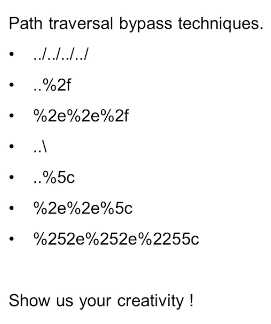 Path traversal bypass techniques.
• ../../../../
• ..%2f
• %2e%2e%2f
• ..\
• ..%5c
• %2e%2e%5c
• %252e%252e%2255c
Show us your creativity !